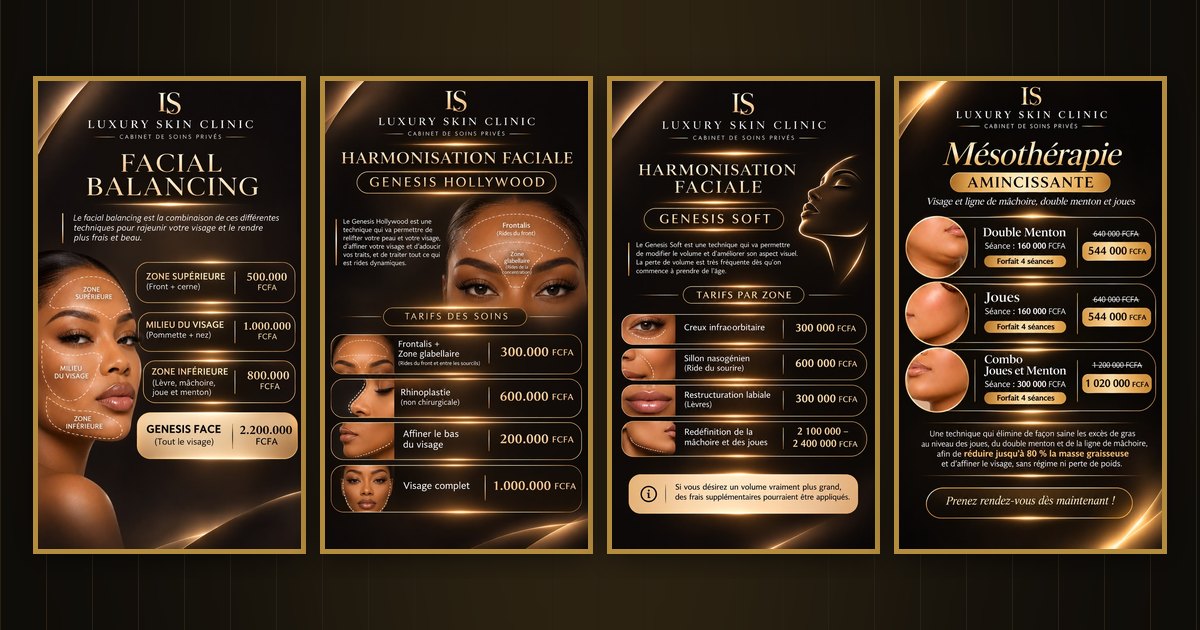 LS
LUXURY SKIN CLINIC
CABINET DE SOINS PRIVÉS
FACIAL
BALANCING
Le facial balancing est la combinaison de ces différentes
techniques pour rajeunir votre visage et le rendre
plus frais et beau.
ZONE
SUPÉRIEURE
MILIEU
DU VISAGE
ZONE
INFÉRIEURE
ZONE SUPÉRIEURE
(Front + cerne)
500.000
FCFA
MILIEU DU VISAGE
(Pommette + nez)
1.000.000
FCFA
ZONE INFÉRIEURE
(Lèvre, mâchoire,
joue et menton)
800.000
FCFA
GENESIS FACE
(Tout le visage)
2.200.000
FCFA
LS
LUXURY SKIN CLINIC
CABINET DE SOINS PRIVÉS
HARMONISATION FACIALE
GENESIS HOLLYWOOD
Le Genesis Hollywood est une
technique qui va permettre de
relifter votre peau et votre visage,
d'affiner votre visage et d'adoucir
vos traits, et de traiter tout ce qui
est rides dynamiques.
Frontalis
(Rides du front)
Zone
glabellaire
(Rides de la
concentration)
TARIFS DES SOINS
Frontalis +
Zone glabellaire
(Rides du front et entre les sourcils)
300.000 FCFA
Rhinoplastie
(non chirurgicale)
600.000 FCFA
Affiner le bas
du visage
200.000 FCFA
Visage complet
1.000.000 FCFA
LS
LUXURY SKIN CLINIC
CABINET DE SOINS PRIVÉS
HARMONISATION
FACIALE
GENESIS SOFT
Le Genesis Soft est une technique qui va permettre
de modifier le volume et d'améliorer son aspect visuel.
La perte de volume est très fréquente dès qu'on
commence à prendre de l'âge.
TARIFS PAR ZONE
Creux infraorbitaire
300 000 FCFA
Sillon nasogénien
(Ride du sourire)
600 000 FCFA
Restructuration labiale
(Lèvres)
300 000 FCFA
Redéfinition de la
mâchoire et des joues
2 100 000 –
2 400 000 FCFA
Si vous désirez un volume vraiment plus grand,
des frais supplémentaires pourraient être appliqués.
LS
LUXURY SKIN CLINIC
CABINET DE SOINS PRIVÉS
Mésothérapie
AMINCISSANTE
Visage et ligne de mâchoire, double menton et joues
Double Menton
Séance : 160 000 FCFA
Forfait 4 séances
640 000 FCFA
544 000 FCFA
Joues
Séance : 160 000 FCFA
Forfait 4 séances
640 000 FCFA
544 000 FCFA
Combo
Joues et Menton
Séance : 300 000 FCFA
Forfait 4 séances
1 200 000 FCFA
1 020 000 FCFA
Une technique qui élimine de façon saine les excès de gras
au niveau des joues, du double menton et de la ligne de mâchoire,
afin de réduire jusqu'à 80 % la masse graisseuse
et d'affiner le visage, sans régime ni perte de poids.
Prenez rendez-vous dès maintenant !